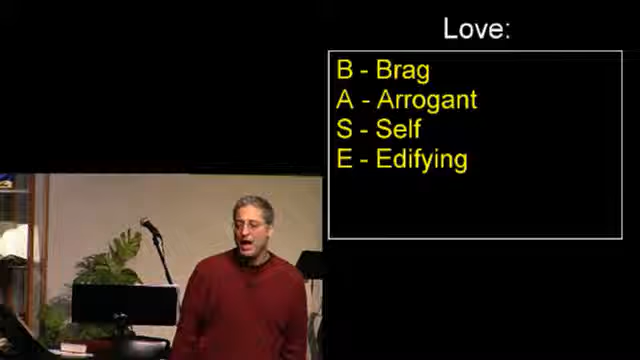 Love:
B - Brag
A - Arrogant
S - Self
E - Edifying